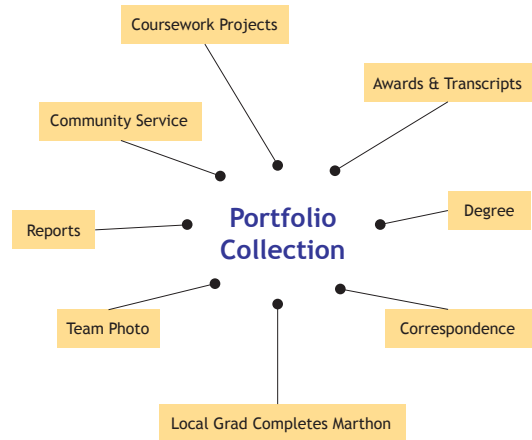 Coursework Projects
Awards & Transcripts
Community Service
Degree
Portfolio
Collection
Reports
Team Photo
Correspondence
Local Grad Completes Marthon